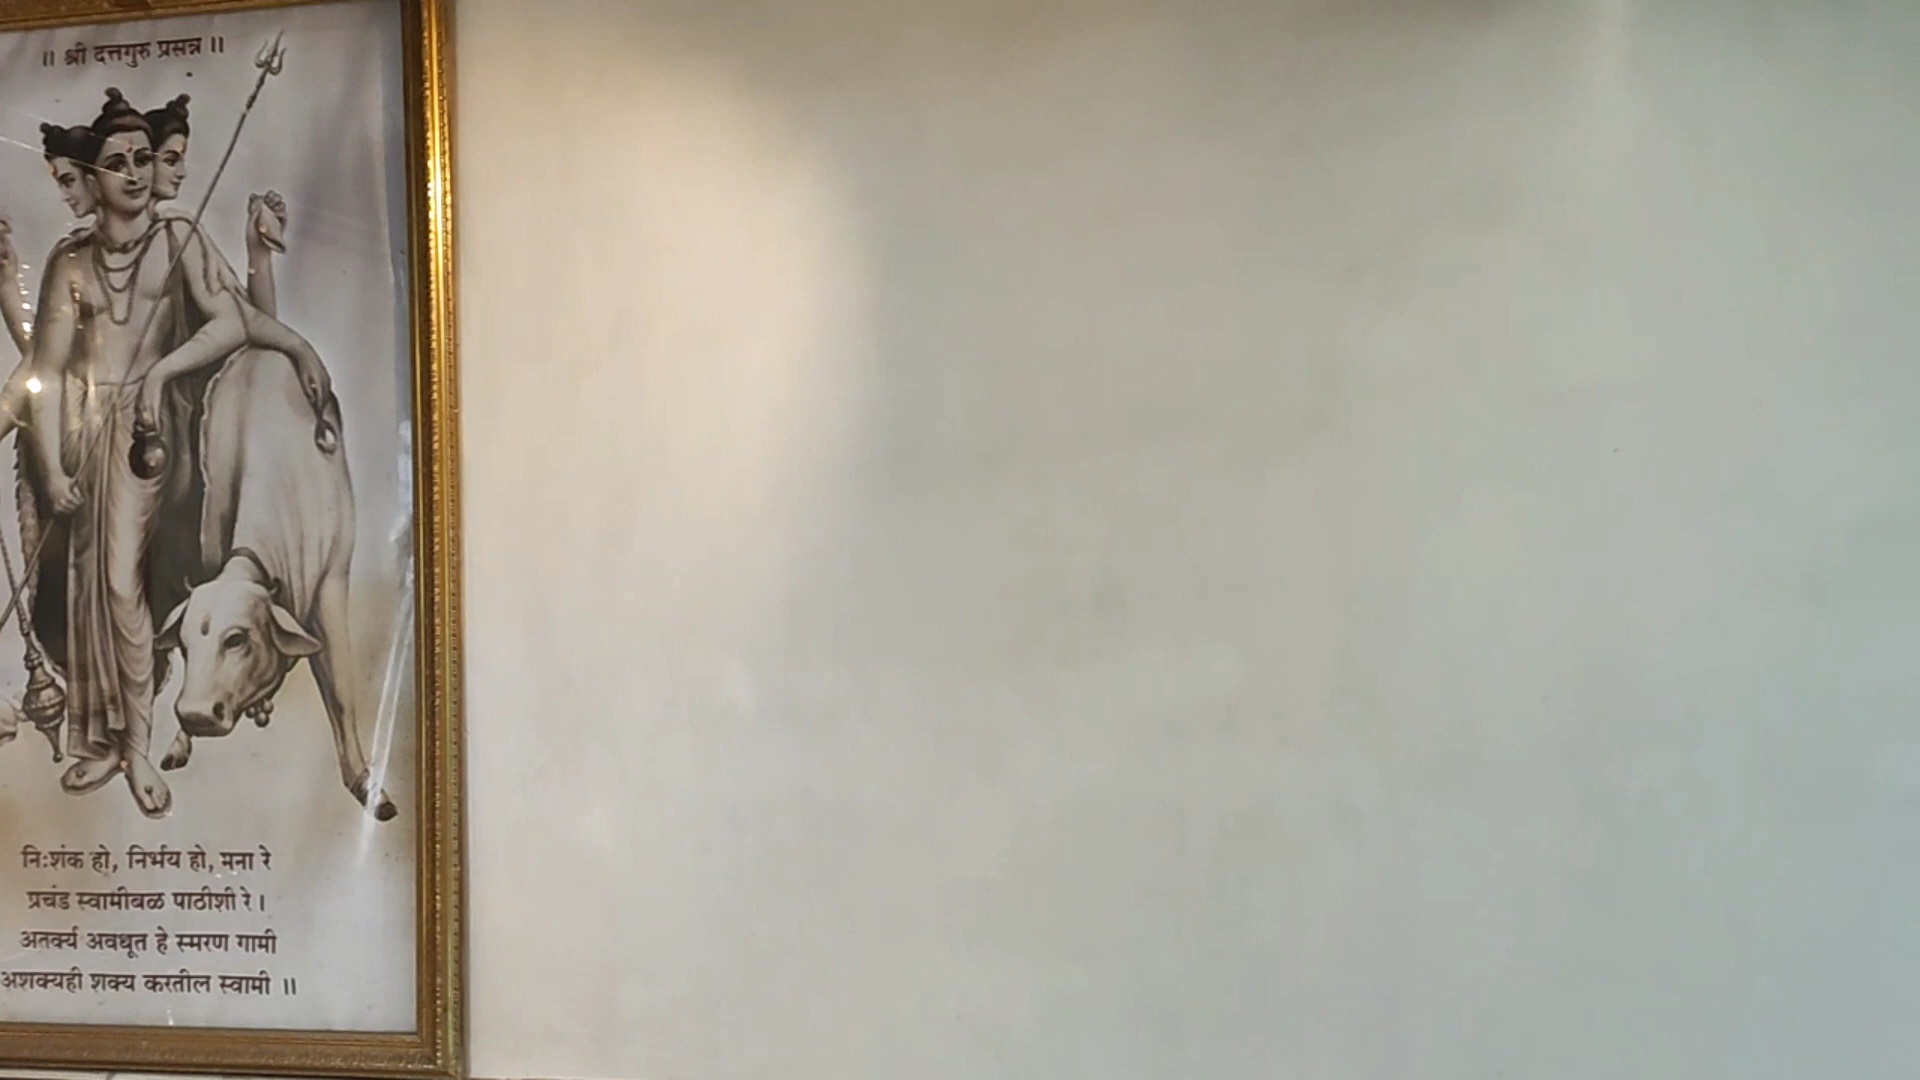 ॥ श्री दत्तगुरु प्रसन्न ॥
निःशंक हो, निर्भय हो, मना रे
प्रचंड स्वामीबळ पाठीशी रे।
अतर्क्य अवधूत हे स्मरण गामी
अशक्यही शक्य करतील स्वामी ॥